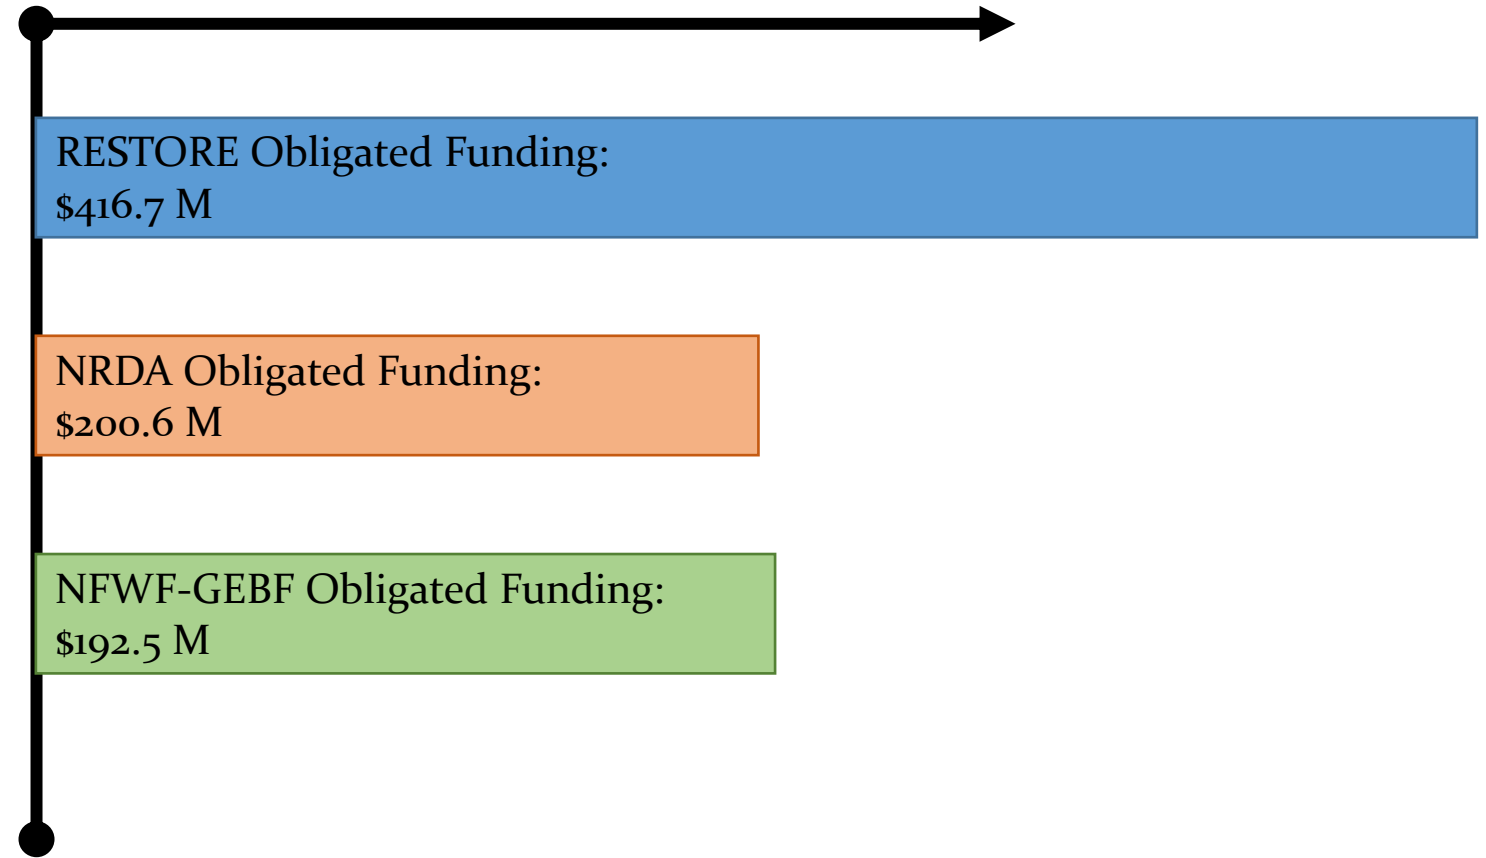 RESTORE Obligated Funding:
$416.7 M
NRDA Obligated Funding:
$200.6 M
NFWF-GEBF Obligated Funding:
$192.5 M